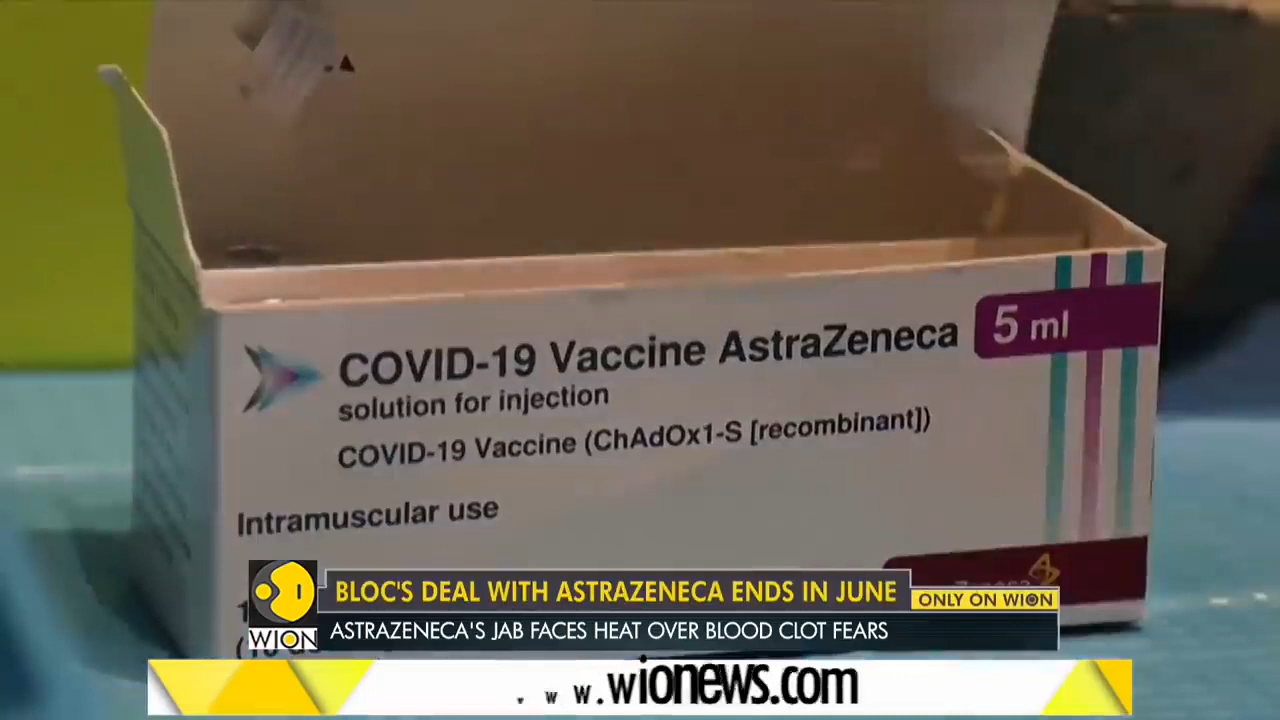 COVID-19 Vaccine AstraZeneca
5 ml
solution for injection
COVID-19 Vaccine (ChAdOx1-S [recombinant])
Intramuscular use
BLOC'S DEAL WITH ASTRAZENECA ENDS IN JUNE
ONLY ON WION
WION
ASTRAZENECA'S JAB FACES HEAT OVER BLOOD CLOT FEARS
www.wionews.com